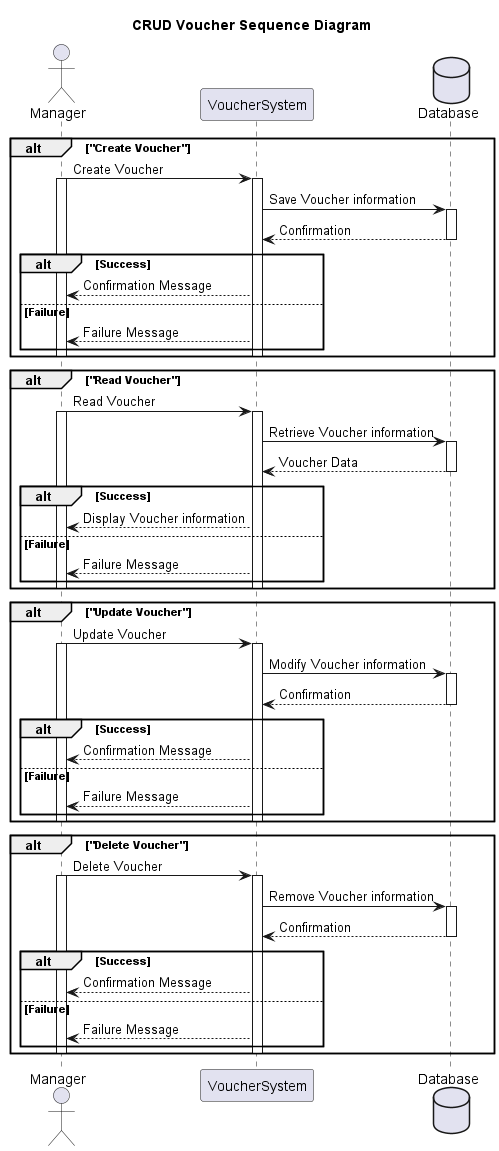 CRUD Voucher Sequence Diagram
Manager
VoucherSystem
Database
alt ["Create Voucher"]
Create Voucher
Save Voucher information
Confirmation
alt [Success]
Confirmation Message
[Failure]
Failure Message
alt ["Read Voucher"]
Read Voucher
Retrieve Voucher information
Voucher Data
alt [Success]
Display Voucher information
[Failure]
Failure Message
alt ["Update Voucher"]
Update Voucher
Modify Voucher information
Confirmation
alt [Success]
Confirmation Message
[Failure]
Failure Message
alt ["Delete Voucher"]
Delete Voucher
Remove Voucher information
Confirmation
alt [Success]
Confirmation Message
[Failure]
Failure Message
Manager
VoucherSystem
Database